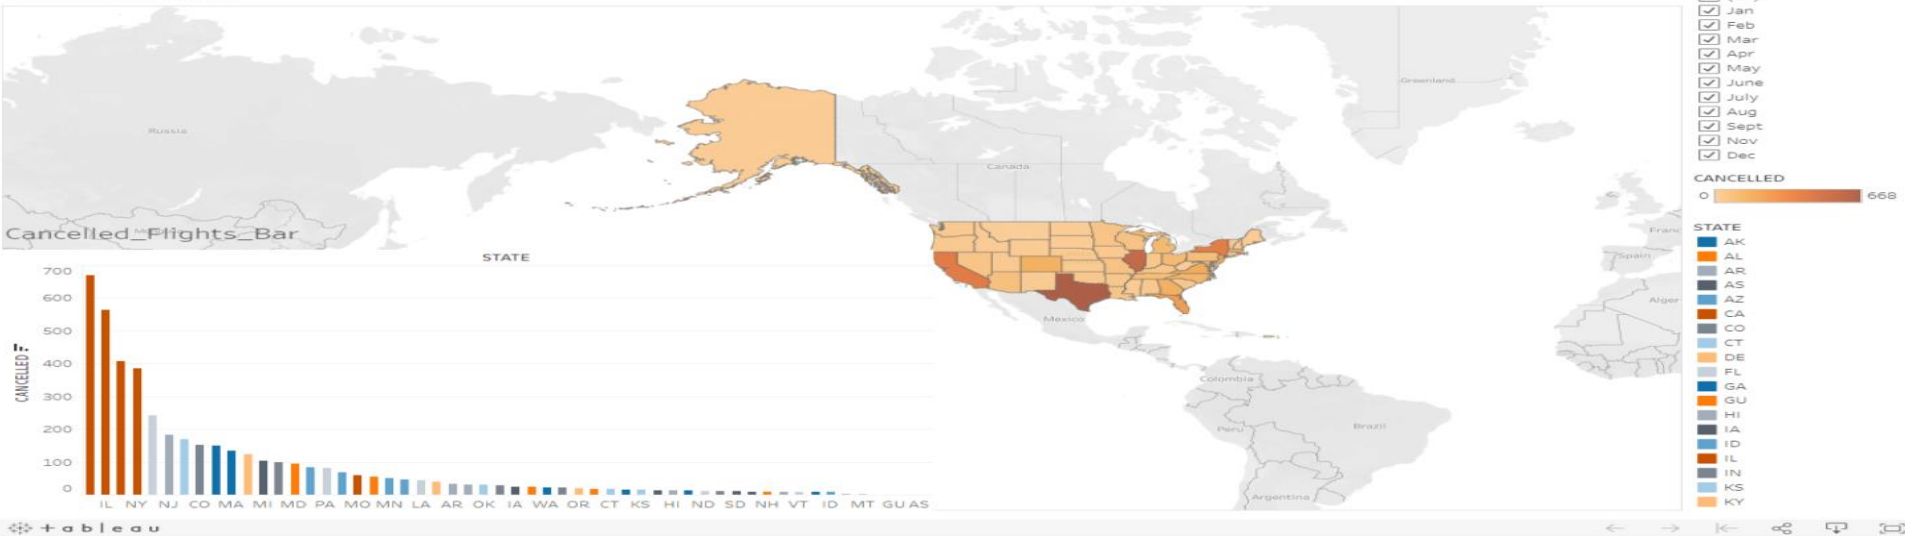 Jan
Feb
Mar
Apr
May
June
July
Aug
Sept
Nov
Dec
CANCELLED
0 668
STATE
AK
AL
AR
AS
AZ
CA
CO
CT
DE
FL
GA
GU
HI
IA
ID
IL
IN
KS
KY
Greenland
Russia
Canada
Franc
Spain
Alger
Mexico
Colombia
Peru
Brazil
Argentina
Cancelled_Flights_Bar
STATE
CANCELLED
700
600
500
400
300
200
100
0
IL NY NJ CO MA MI MD PA MO MN LA AR OK IA WA OR CT KS HI ND SD NH VT ID MT GU AS
+ a b l e a u